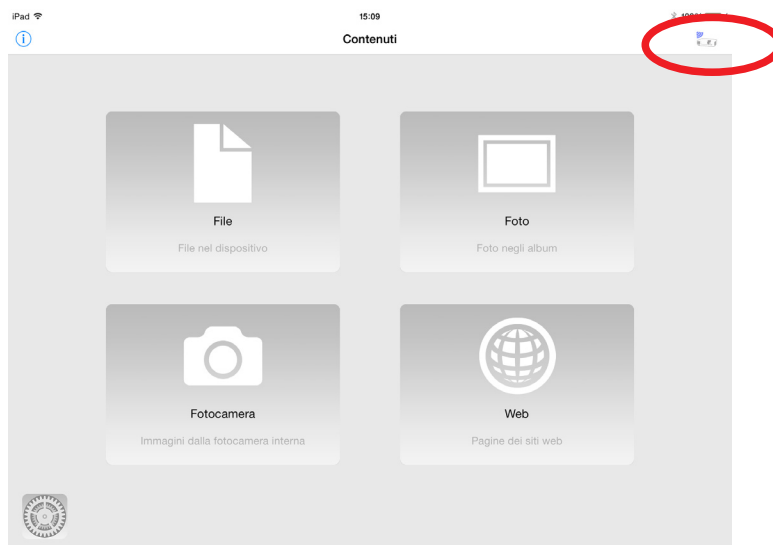 iPad 15:09
Contenuti
File
File nel dispositivo
Foto
Foto negli album
Fotocamera
Immagini dalla fotocamera interna
Web
Pagine dei siti web